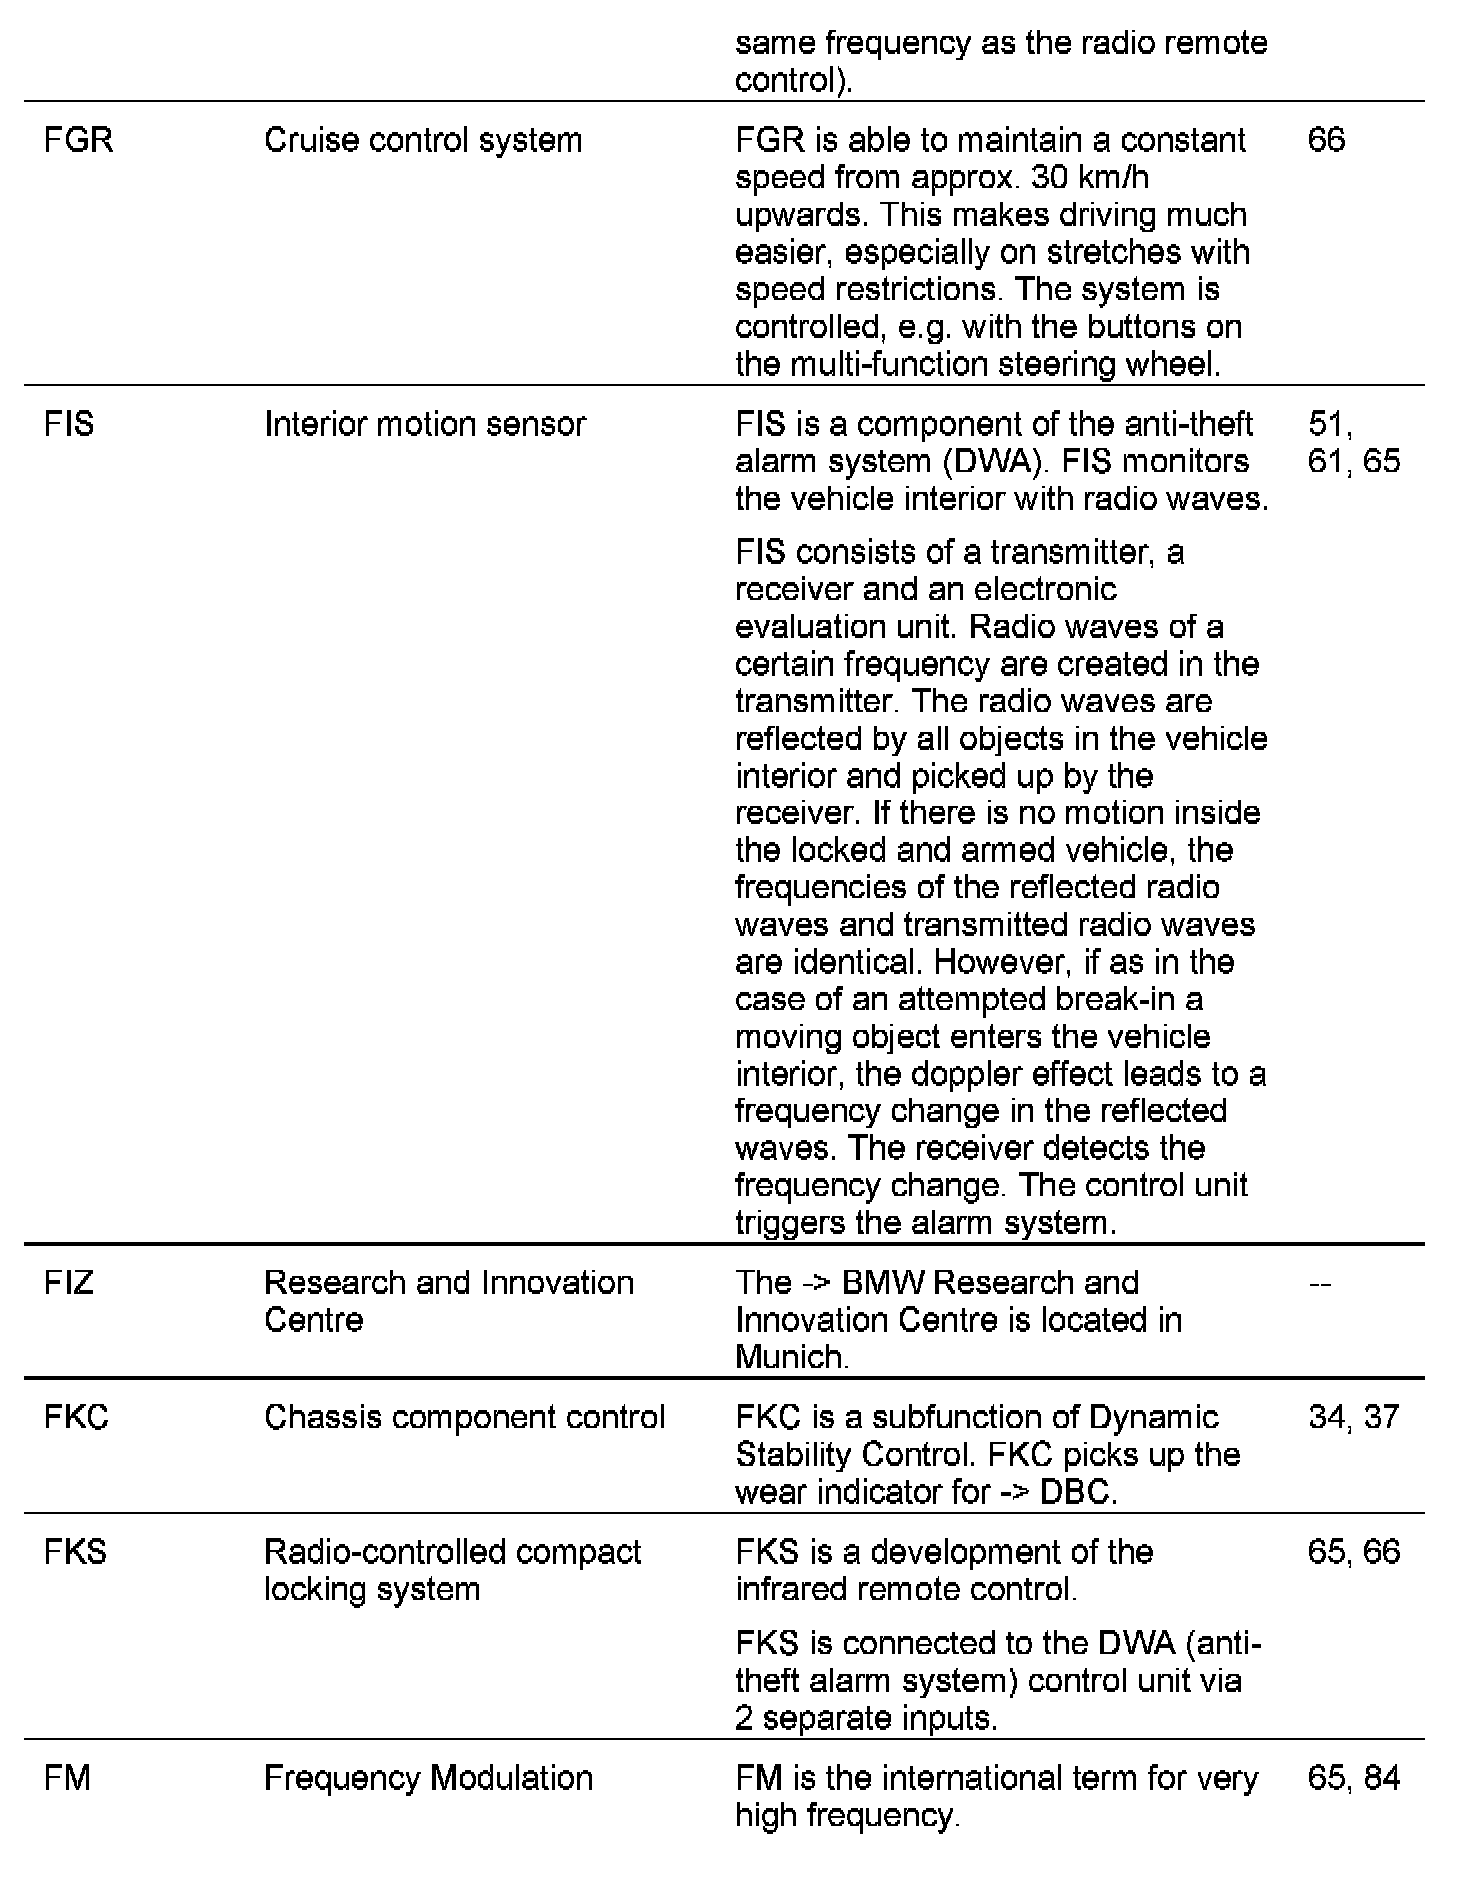 same frequency as the radio remote
control).
FGR Cruise control system FGR is able to maintain a constant 66
speed from approx. 30 km/h
upwards. This makes driving much
easier, especially on stretches with
speed restrictions. The system is
controlled, e.g. with the buttons on
the multi-function steering wheel.
FIS Interior motion sensor FIS is a component of the anti-theft 51,
alarm system (DWA). FIS monitors 61, 65
the vehicle interior with radio waves.
FIS consists of a transmitter, a
receiver and an electronic
evaluation unit. Radio waves of a
certain frequency are created in the
transmitter. The radio waves are
reflected by all objects in the vehicle
interior and picked up by the
receiver. If there is no motion inside
the locked and armed vehicle, the
frequencies of the reflected radio
waves and transmitted radio waves
are identical. However, if as in the
case of an attempted break-in a
moving object enters the vehicle
interior, the doppler effect leads to a
frequency change in the reflected
waves. The receiver detects the
frequency change. The control unit
triggers the alarm system.
FIZ Research and Innovation The -> BMW Research and --
Centre Innovation Centre is located in
Munich.
FKC Chassis component control FKC is a subfunction of Dynamic 34, 37
Stability Control. FKC picks up the
wear indicator for -> DBC.
FKS Radio-controlled compact FKS is a development of the 65, 66
locking system infrared remote control.
FKS is connected to the DWA (anti-
theft alarm system) control unit via
2 separate inputs.
FM Frequency Modulation FM is the international term for very 65, 84
high frequency.